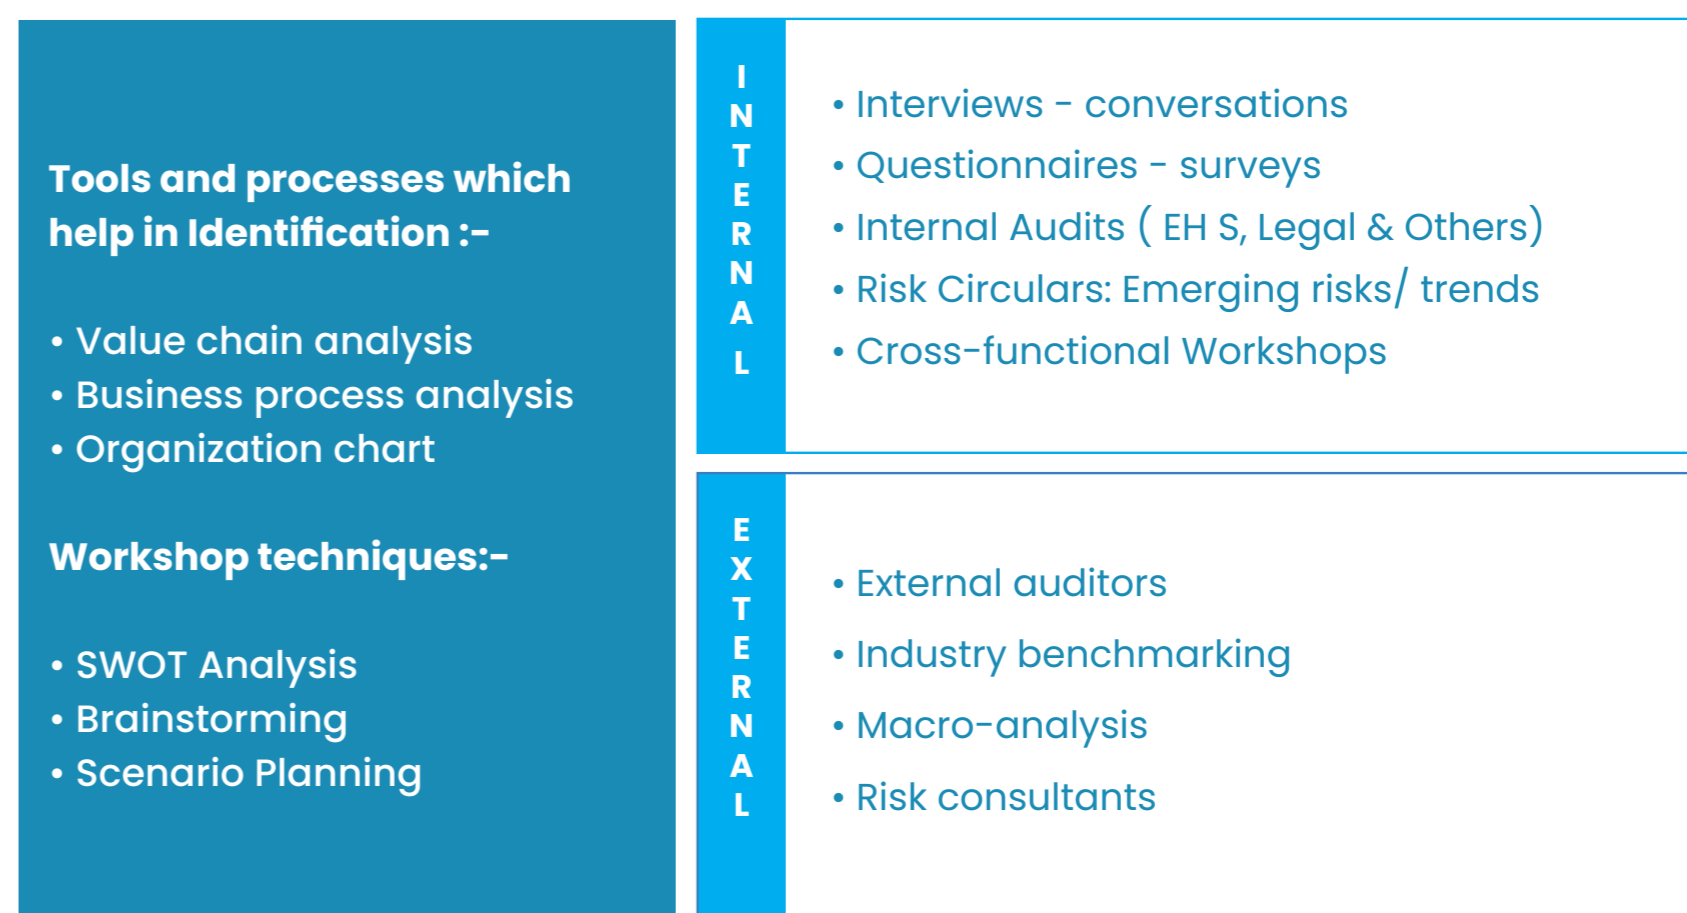 Tools and processes which
help in Identification :-
• Value chain analysis
• Business process analysis
• Organization chart
Workshop techniques:-
• SWOT Analysis
• Brainstorming
• Scenario Planning
INTERNAL
• Interviews - conversations
• Questionnaires - surveys
• Internal Audits ( EH S, Legal & Others)
• Risk Circulars: Emerging risks/ trends
• Cross-functional Workshops
EXTERNAL
• External auditors
• Industry benchmarking
• Macro-analysis
• Risk consultants